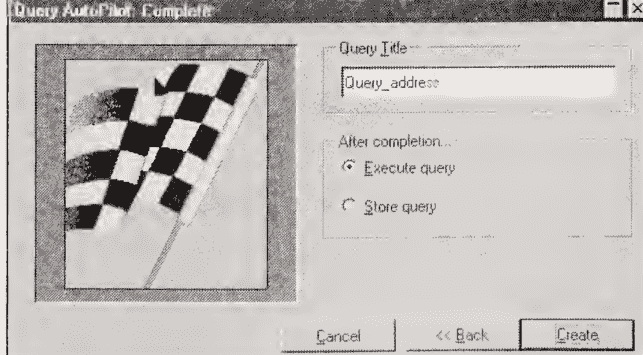 Query AutoPilot: Complete
Query Title
Query_address
After completion...
Execute query
Store query
Cancel
<< Back
Create